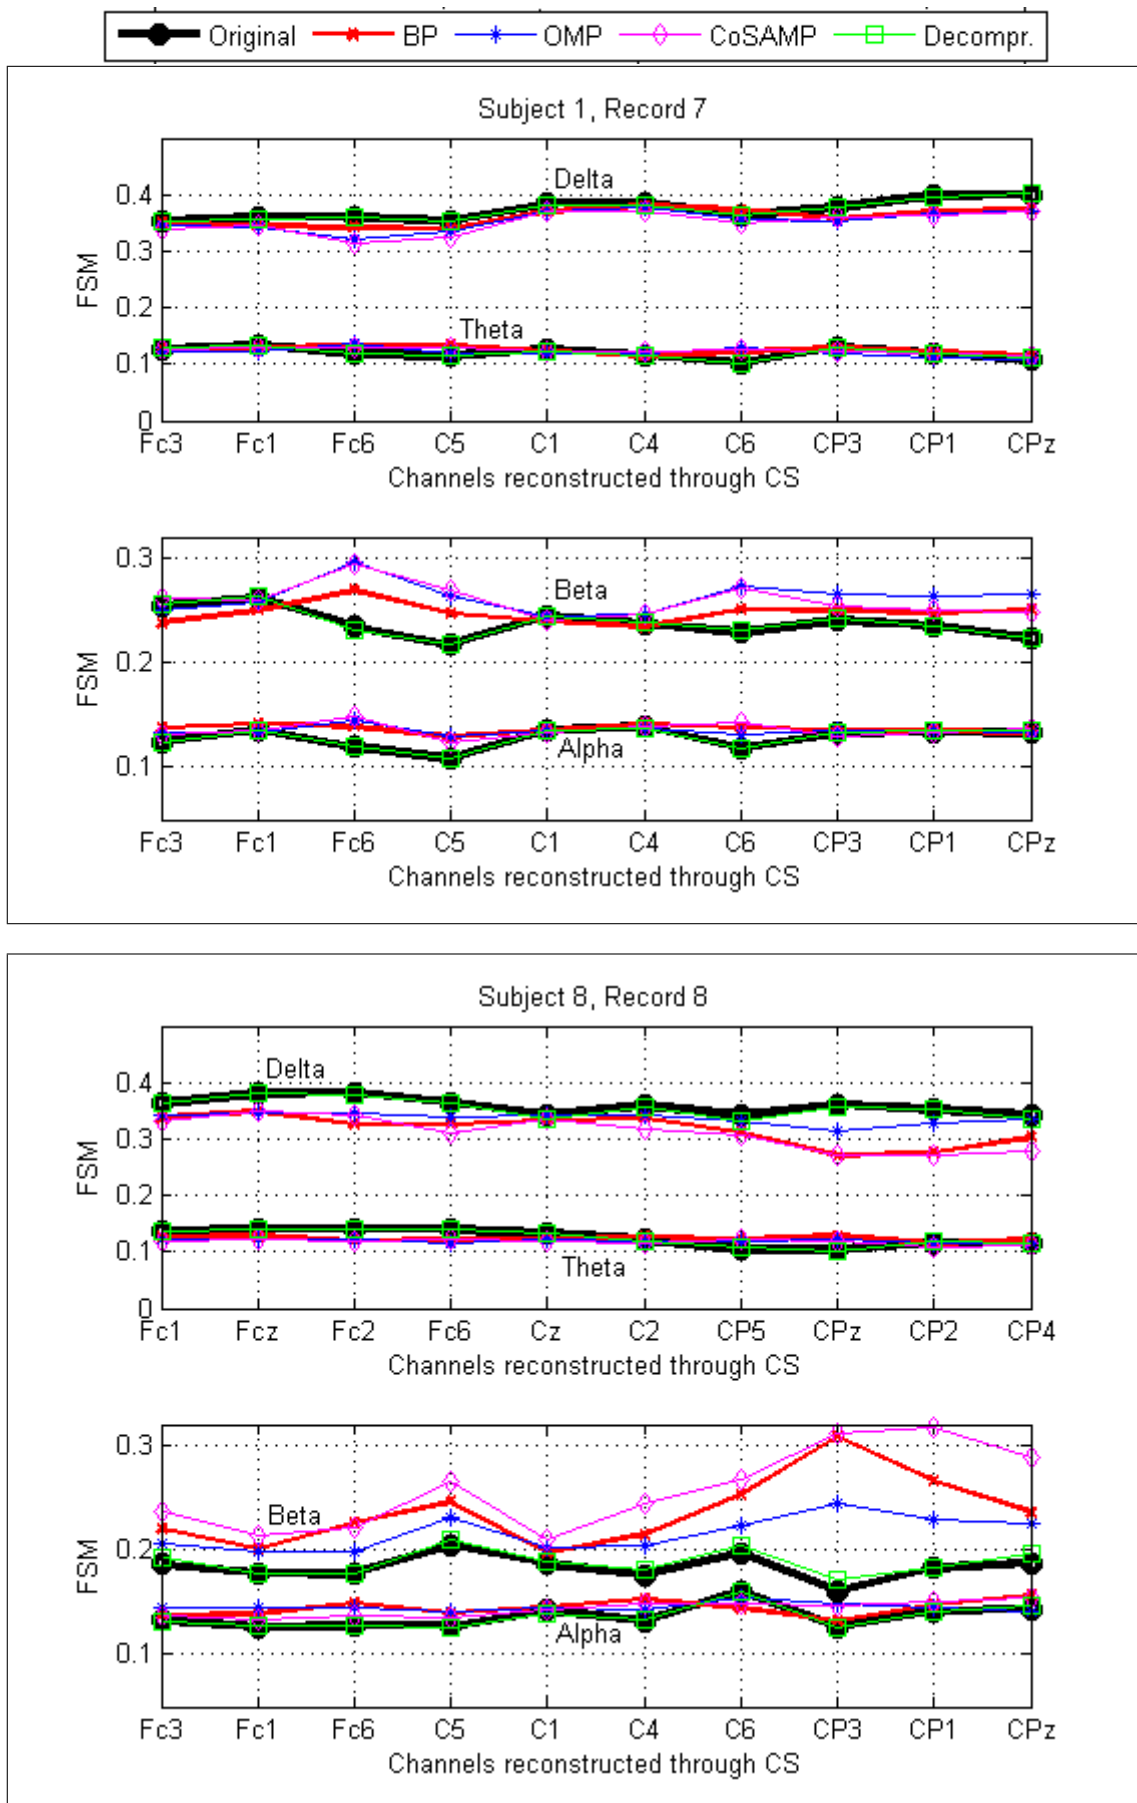 Original BP OMP CoSAMP Decompr.
Subject 1, Record 7
0.4
0.3
0.2
0.1
0
FSM
Delta
Theta
Fc3 Fc1 Fc6 C5 C1 C4 C6 CP3 CP1 CPz
Channels reconstructed through CS
0.3
0.2
0.1
FSM
Beta
Alpha
Fc3 Fc1 Fc6 C5 C1 C4 C6 CP3 CP1 CPz
Channels reconstructed through CS
Subject 8, Record 8
0.4
0.3
0.2
0.1
0
FSM
Delta
Theta
Fc1 Fcz Fc2 Fc6 Cz C2 CP5 CPz CP2 CP4
Channels reconstructed through CS
0.3
0.2
0.1
FSM
Beta
Alpha
Fc3 Fc1 Fc6 C5 C1 C4 C6 CP3 CP1 CPz
Channels reconstructed through CS